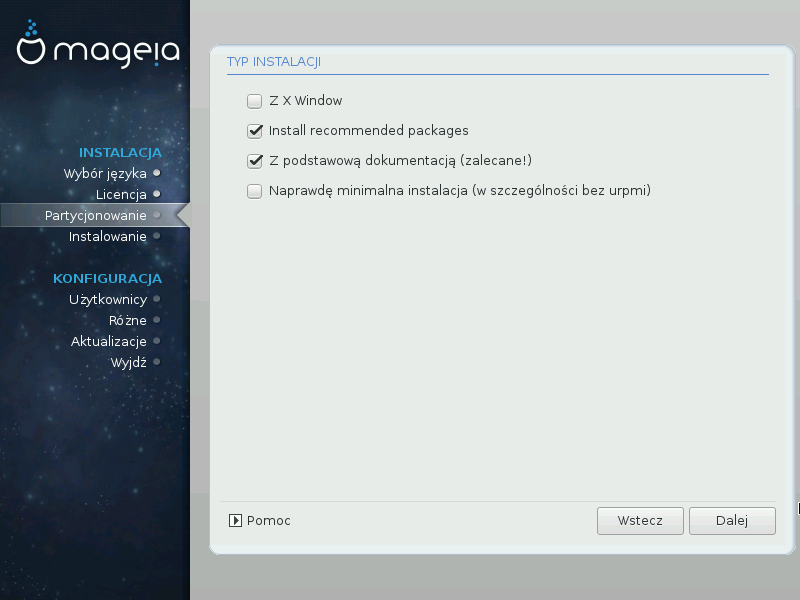 mageia
INSTALACJA
Wybór języka
Licencja
Partycjonowanie
Instalowanie
KONFIGURACJA
Użytkownicy
Różne
Aktualizacje
Wyjdź
TYP INSTALACJI
Z X Window
Install recommended packages
Z podstawową dokumentacją (zalecane!)
Naprawdę minimalna instalacja (w szczególności bez urpmi)
Pomoc
Wstecz
Dalej